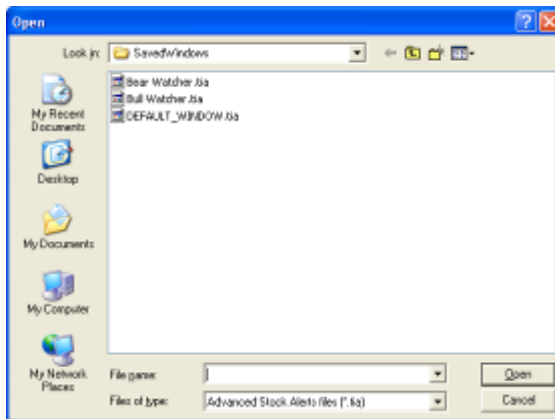 Open
Look in: SavedWindows
Bear Watcher.tia
Bull Watcher.tia
DEFAULT_WINDOW.tia
My Recent
Documents
Desktop
My Documents
My Computer
My Network
Places
File name:
Open
Files of type: Advanced Stock Alerts files (*.tia)
Cancel